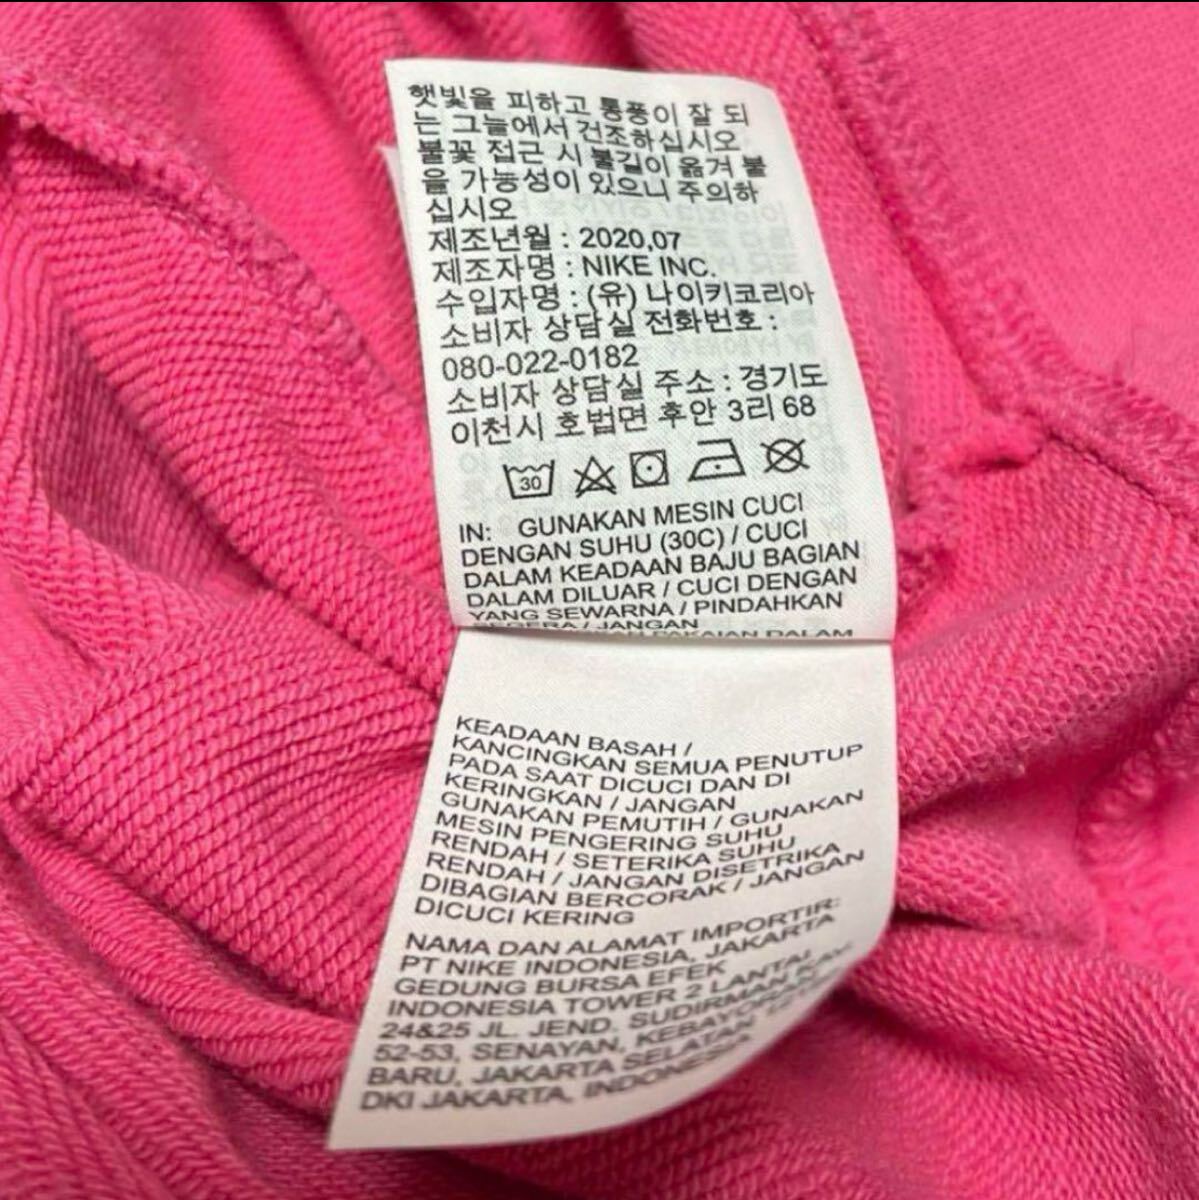 햇빛을 피하고 통풍이 잘 되
는 그늘에서 건조하십시오
불꽃 접근 시 불길이 옮겨 붙
을 가능성이 있으니 주의하
십시오
제조년월 : 2020,07
제조자명 : NIKE INC.
수입자명 : (유) 나이키코리아
소비자 상담실 전화번호 :
080-022-0182
소비자 상담실 주소 : 경기도
이천시 호법면 후안 3리 68
30
IN: GUNAKAN MESIN CUCI
DENGAN SUHU (30C) / CUCI
DALAM KEADAAN BAJU BAGIAN
DALAM DILUAR / CUCI DENGAN
YANG SEWARNA / PINDAHKAN
SEGERA / JANGAN
PAKAIAN DALAM
KEADAAN BASAH /
KANCINGKAN SEMUA PENUTUP
PADA SAAT DICUCI DAN DI
KERINGKAN / JANGAN
GUNAKAN PEMUTIH / GUNAKAN
MESIN PENGERING SUHU
RENDAH / SETERIKA SUHU
RENDAH / JANGAN DISETRIKA
DIBAGIAN BERCORAK / JANGAN
DICUCI KERING
NAMA DAN ALAMAT IMPORTIR:
PT NIKE INDONESIA, JAKARTA
GEDUNG BURSA EFEK
INDONESIA TOWER 2 LANTAI
24&25 JL. JEND. SUDIRMAN KAV
52-53, SENAYAN, KEBAYORAN
BARU, JAKARTA SELATAN
DKI JAKARTA, INDONESIA